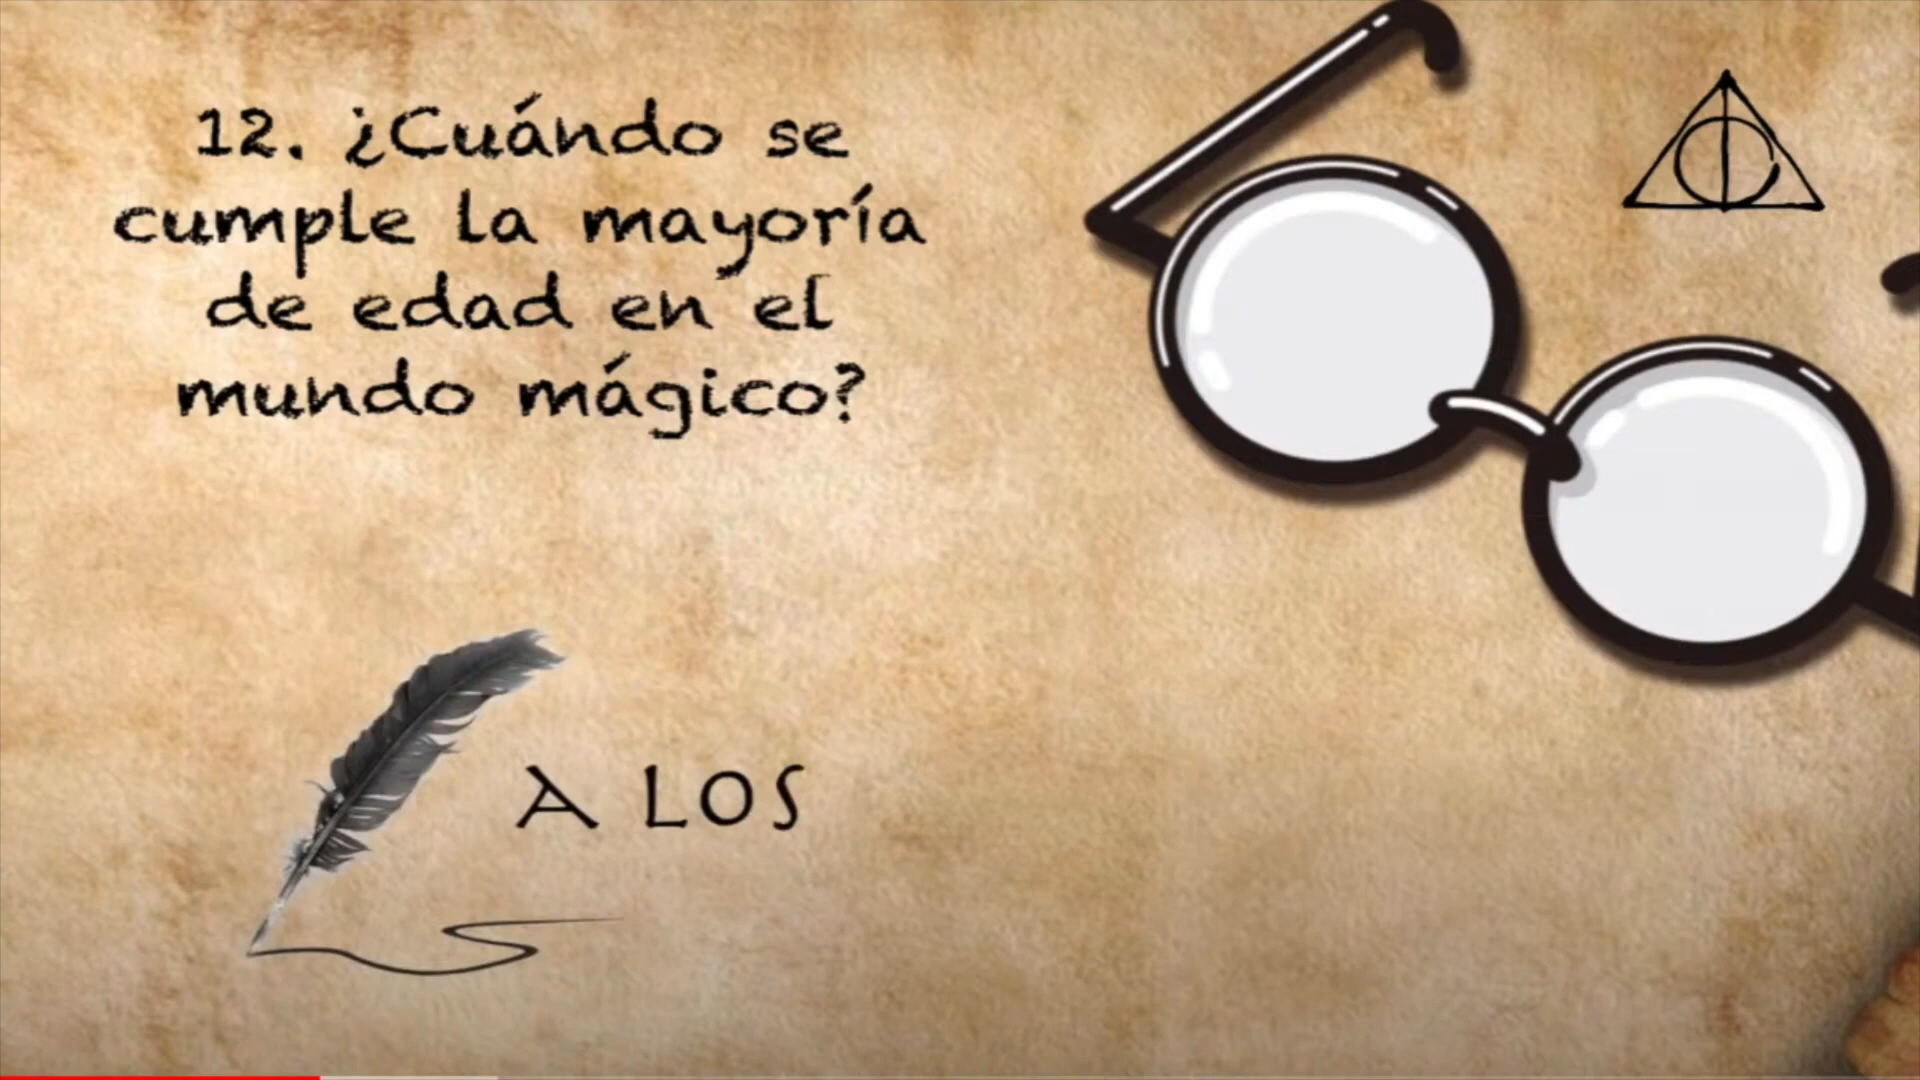 12. ¿Cuándo se
cumple la mayoría
de edad en el
mundo mágico?
A LOS